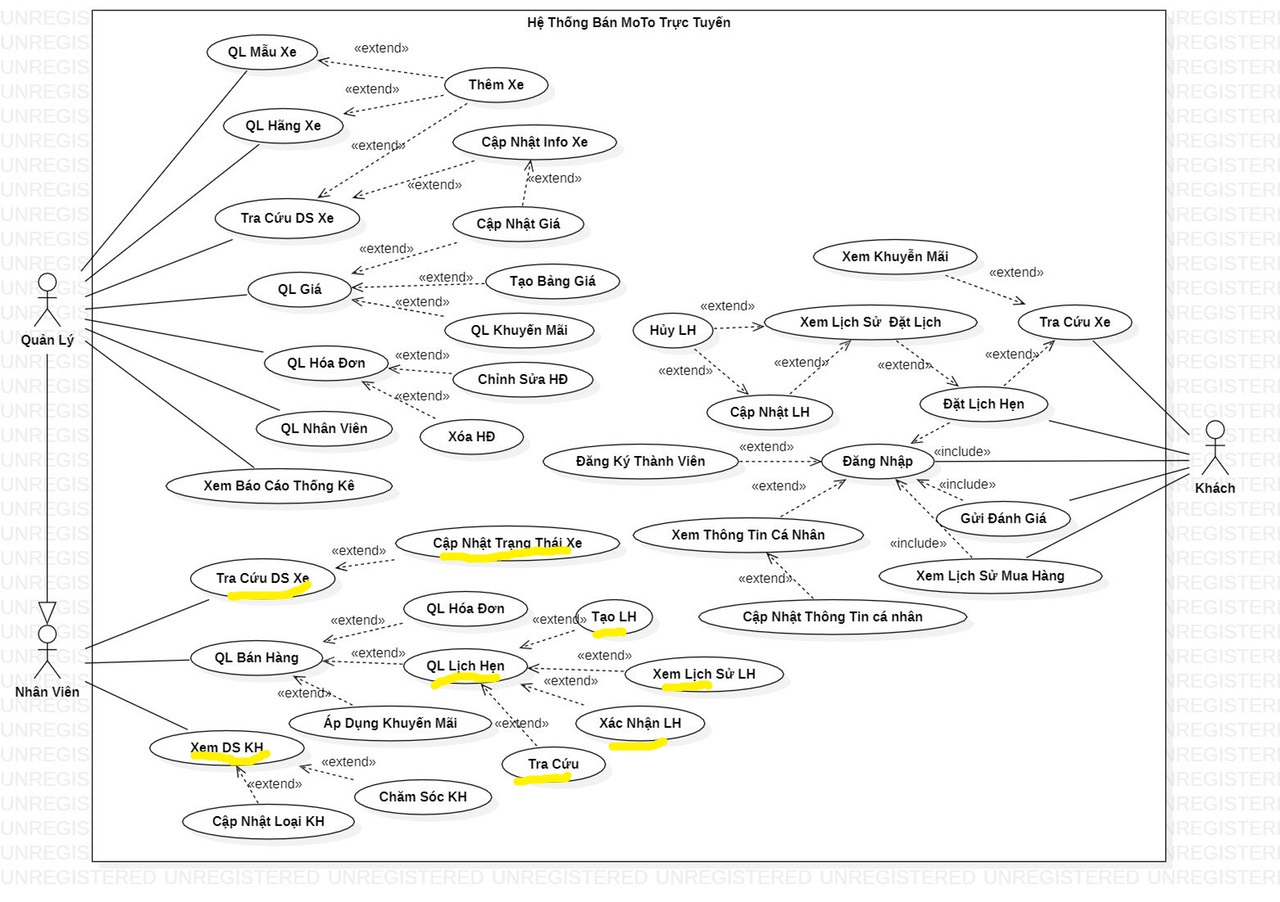 Hệ Thống Bán MoTo Trực Tuyến
QL Mẫu Xe
«extend»
Thêm Xe
«extend»
QL Hãng Xe
«extend»
Cập Nhật Info Xe
«extend»
«extend»
Tra Cứu DS Xe
Cập Nhật Giá
«extend»
QL Giá
«extend»
Tạo Bảng Giá
«extend»
QL Khuyến Mãi
Quản Lý
QL Hóa Đơn
«extend»
Chỉnh Sửa HĐ
«extend»
QL Nhân Viên
Xóa HĐ
Xem Báo Cáo Thống Kê
Xem Khuyễn Mãi
«extend»
«extend»
Hủy LH
Xem Lịch Sử Đặt Lịch
Tra Cứu Xe
«extend»
«extend»
«extend»
«extend»
Cập Nhật LH
Đặt Lịch Hẹn
Đăng Ký Thành Viên
«extend»
Đăng Nhập
«include»
Khách
«extend»
«include»
Gửi Đánh Giá
Xem Thông Tin Cá Nhân
«include»
Xem Lịch Sử Mua Hàng
«extend»
Cập Nhật Thông Tin cá nhân
Cập Nhật Trạng Thái Xe
«extend»
Tra Cứu DS Xe
QL Hóa Đơn
«extend»
Tạo LH
«extend»
QL Bán Hàng
«extend»
QL Lịch Hẹn
«extend»
Xem Lịch Sử LH
«extend»
Nhân Viên
«extend»
Áp Dụng Khuyến Mãi
«extend»
Xác Nhận LH
Xem DS KH
Tra Cứu
«extend»
«extend»
Chăm Sóc KH
Cập Nhật Loại KH
UNREGISTERED UNREGISTERED UNREGISTERED UNREGISTERED UNREGISTERED UNREGISTERED UNREGISTERED UNREGISTERED